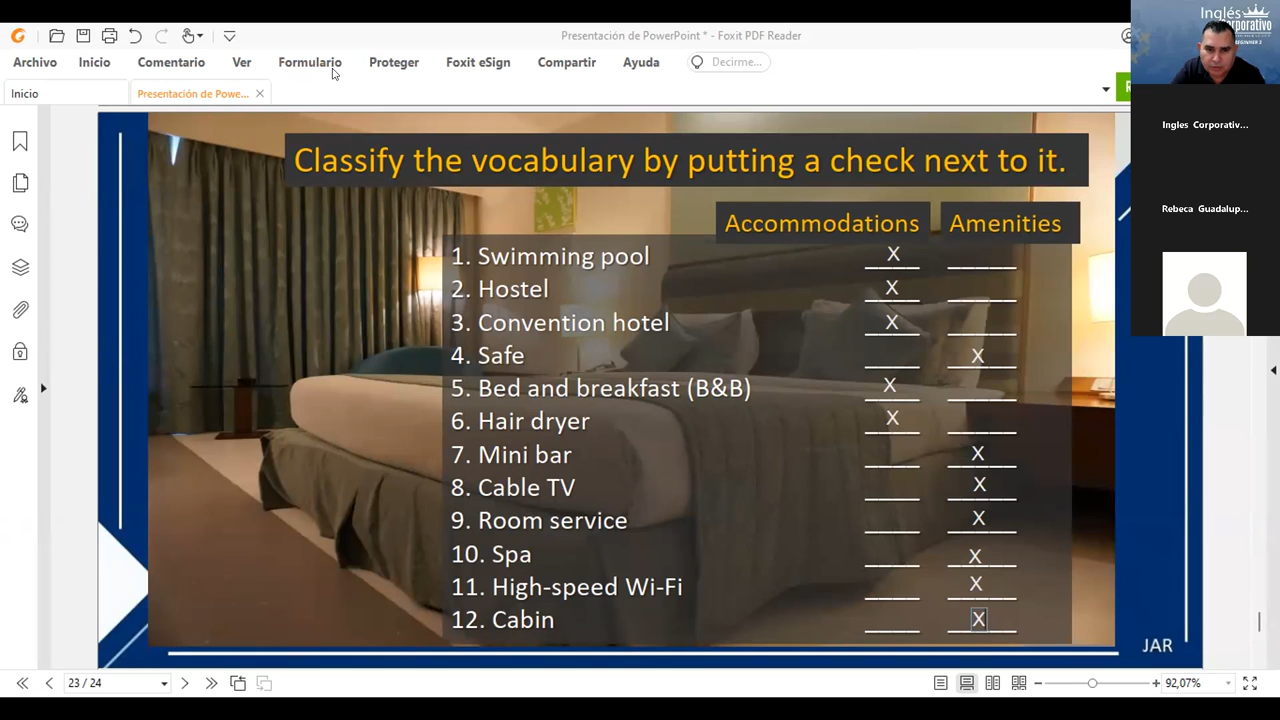 Presentación de PowerPoint * - Foxit PDF Reader
Archivo Inicio Comentario Ver Formulario Proteger Foxit eSign Compartir Ayuda Decirme...
Inicio Presentación de Powe...
Inglés
Corporativo
BEGINNER 2
Ingles Corporativ...
Rebeca Guadalup...
Classify the vocabulary by putting a check next to it.
Accommodations Amenities
1. Swimming pool X
2. Hostel X
3. Convention hotel X
4. Safe X
5. Bed and breakfast (B&B) X
6. Hair dryer X
7. Mini bar X
8. Cable TV X
9. Room service X
10. Spa X
11. High-speed Wi-Fi X
12. Cabin X
JAR
23 / 24 92,07%